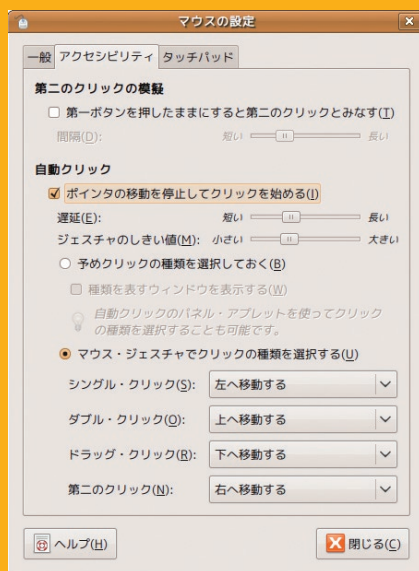 マウスの設定
一般 アクセシビリティ タッチパッド
第二のクリックの模擬
第一ボタンを押したままにすると第二のクリックとみなす(T)
間隔(D): 短い 長い
自動クリック
ポインタの移動を停止してクリックを始める(I)
遅延(E): 短い 長い
ジェスチャのしきい値(M): 小さい 大きい
予めクリックの種類を選択しておく(B)
種類を表すウィンドウを表示する(W)
自動クリックのパネル・アプレットを使ってクリック
の種類を選択することも可能です。
マウス・ジェスチャでクリックの種類を選択する(U)
シングル・クリック(S): 左へ移動する
ダブル・クリック(O): 上へ移動する
ドラッグ・クリック(R): 下へ移動する
第二のクリック(N): 右へ移動する
ヘルプ(H) 閉じる(C)